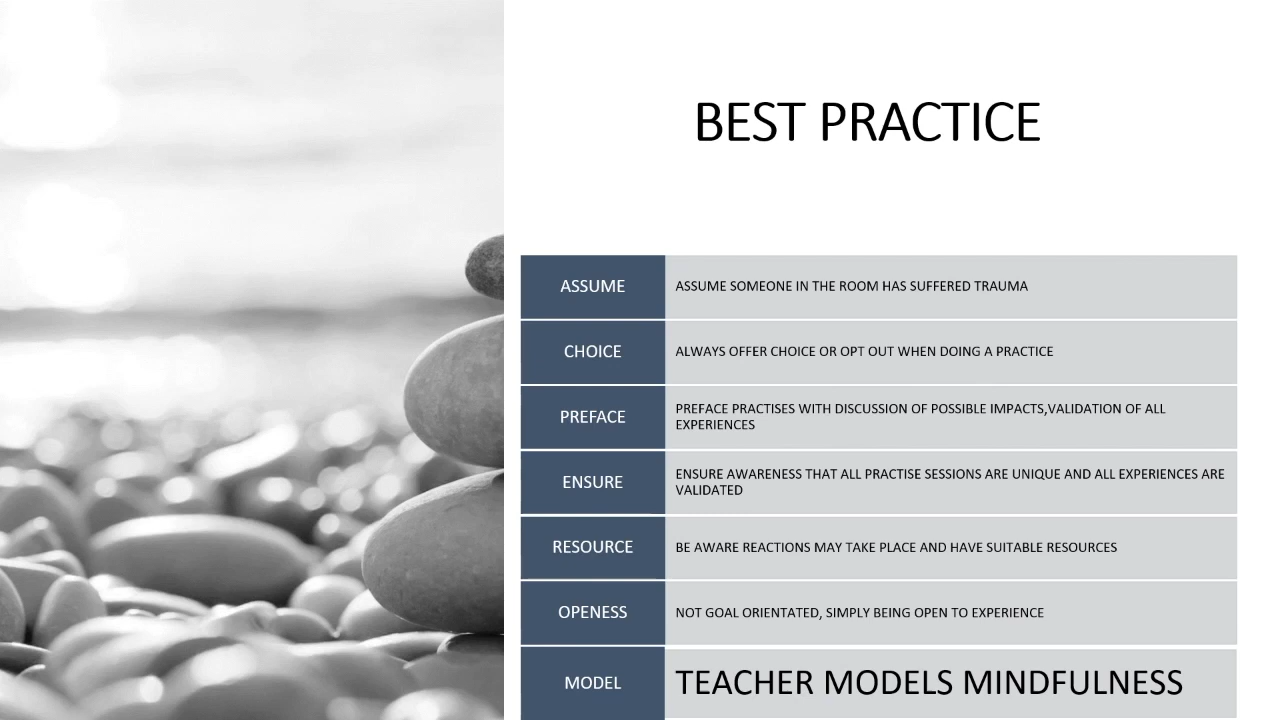 BEST PRACTICE
ASSUME
ASSUME SOMEONE IN THE ROOM HAS SUFFERED TRAUMA
CHOICE
ALWAYS OFFER CHOICE OR OPT OUT WHEN DOING A PRACTICE
PREFACE
PREFACE PRACTISES WITH DISCUSSION OF POSSIBLE IMPACTS,VALIDATION OF ALL
EXPERIENCES
ENSURE
ENSURE AWARENESS THAT ALL PRACTISE SESSIONS ARE UNIQUE AND ALL EXPERIENCES ARE
VALIDATED
RESOURCE
BE AWARE REACTIONS MAY TAKE PLACE AND HAVE SUITABLE RESOURCES
OPENESS
NOT GOAL ORIENTATED, SIMPLY BEING OPEN TO EXPERIENCE
MODEL
TEACHER MODELS MINDFULNESS